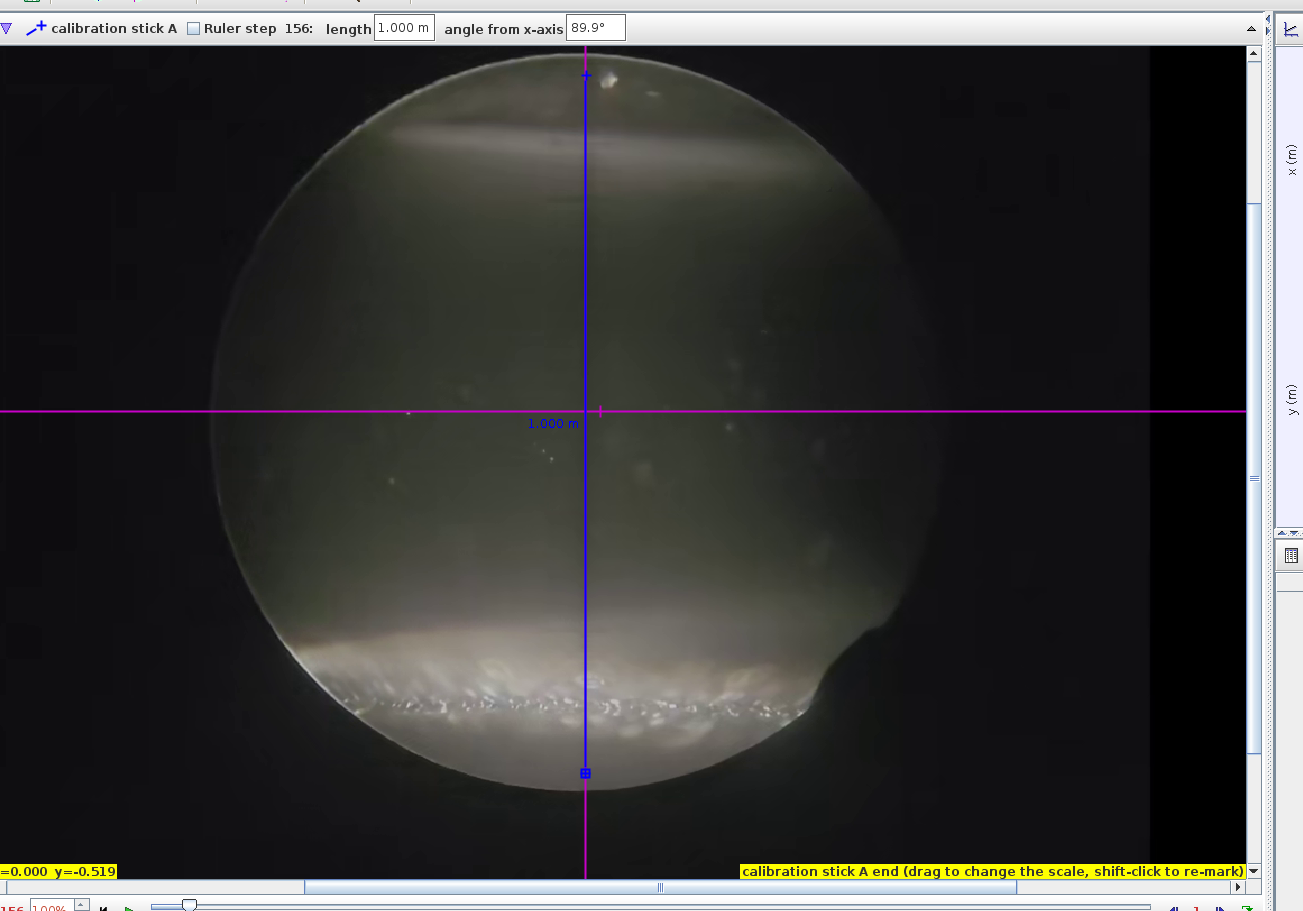 calibration stick A Ruler step 156: length 1.000 m angle from x-axis 89.9°
x (m)
1.000 m
y (m)
=0.000 y=-0.519
calibration stick A end (drag to change the scale, shift-click to re-mark)
156 100% 1